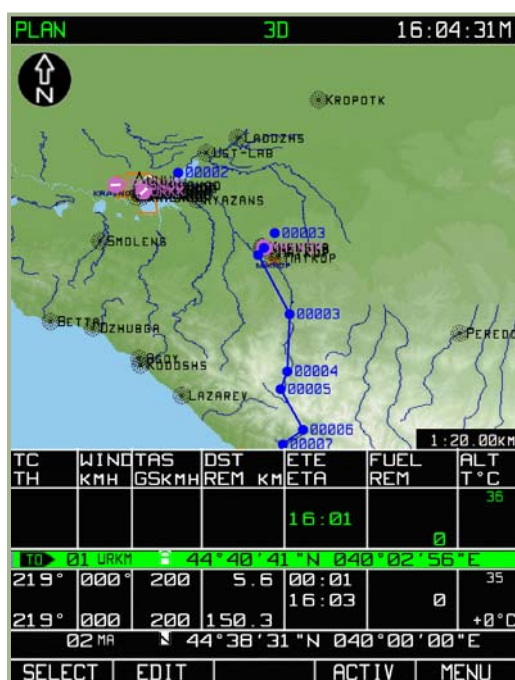 PLAN 3D 16:04:31M
N
KROPOTK
LADOZHS
UST-LAB
00002
RYAZANS
SMOLENG
00003
MAYKOP
BETTA
DZHUBGA
00003
PEREDO
AGOY
KODOSHS
00004
00005
LAZAREV
00006
00007
1:20.00KM
TC WIND TAS DST ETE FUEL ALT
TH KMH GSKMH REM KM ETA REM T°C
36
16:01
0
TO 01 URKM 44°40'41"N 040°02'56"E
219° 000° 200 5.6 00:01 35
16:03 0
219° 000 200 150.3 +0°C
02 MA 44°38'31"N 040°00'00"E
SELECT EDIT ACTIV MENU